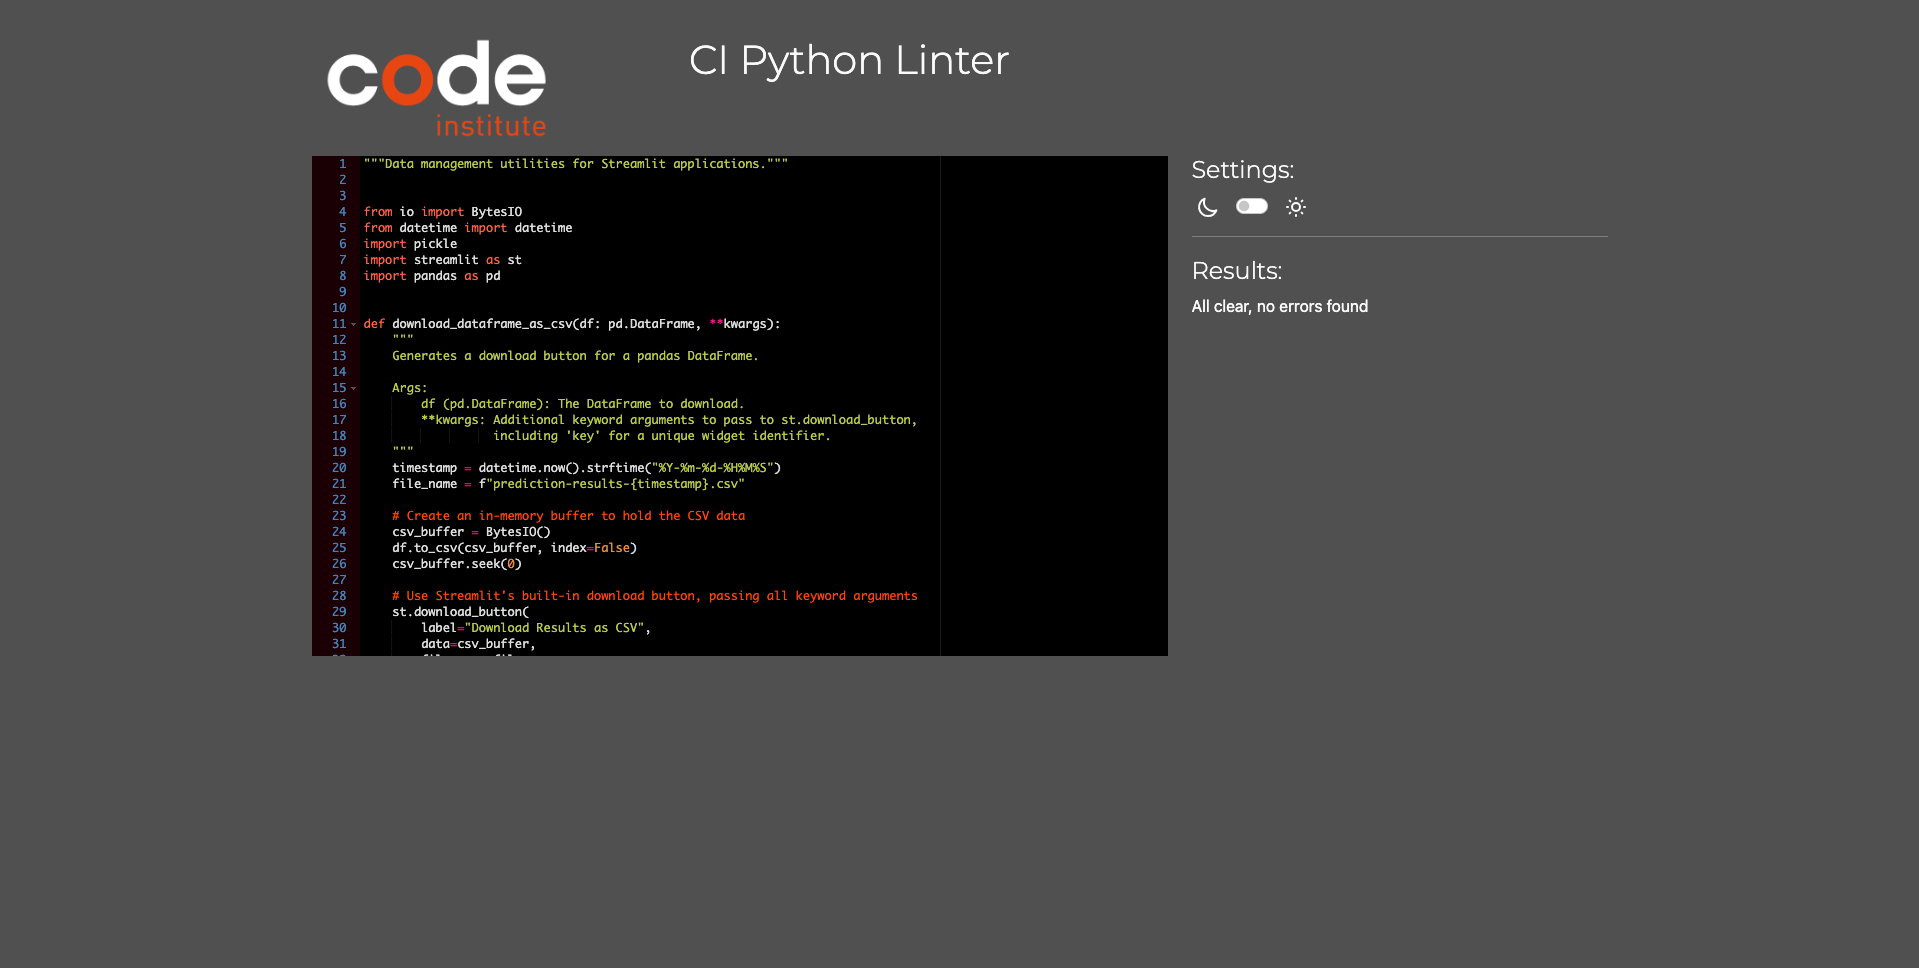 code
institute
CI Python Linter
1 """Data management utilities for Streamlit applications."""
2
3
4 from io import BytesIO
5 from datetime import datetime
6 import pickle
7 import streamlit as st
8 import pandas as pd
9
10
11 def download_dataframe_as_csv(df: pd.DataFrame, **kwargs):
12     """
13     Generates a download button for a pandas DataFrame.
14
15     Args:
16         df (pd.DataFrame): The DataFrame to download.
17         **kwargs: Additional keyword arguments to pass to st.download_button,
18                   including 'key' for a unique widget identifier.
19     """
20     timestamp = datetime.now().strftime("%Y-%m-%d-%H%M%S")
21     file_name = f"prediction-results-{timestamp}.csv"
22
23     # Create an in-memory buffer to hold the CSV data
24     csv_buffer = BytesIO()
25     df.to_csv(csv_buffer, index=False)
26     csv_buffer.seek(0)
27
28     # Use Streamlit's built-in download button, passing all keyword arguments
29     st.download_button(
30         label="Download Results as CSV",
31         data=csv_buffer,
Settings:
Results:
All clear, no errors found